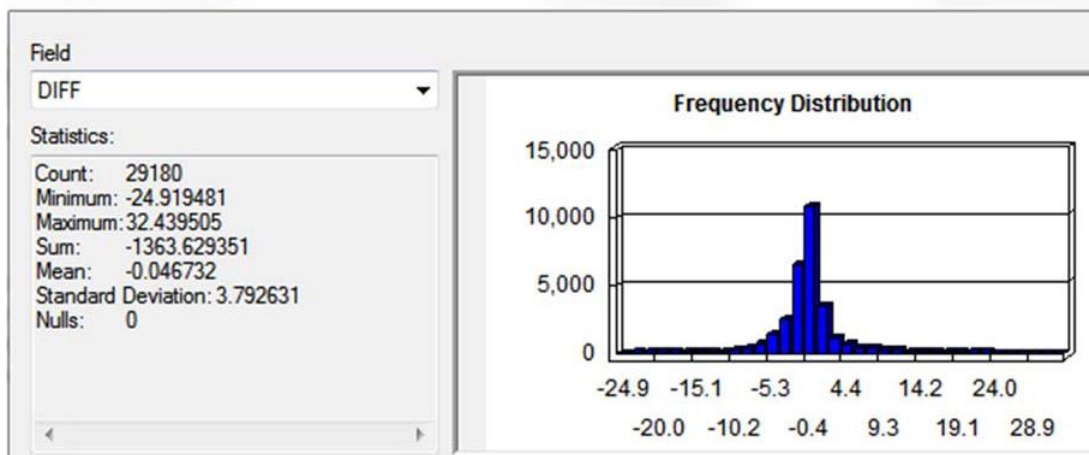 Field
DIFF
Statistics:
Count: 29180
Minimum: -24.919481
Maximum: 32.439505
Sum: -1363.629351
Mean: -0.046732
Standard Deviation: 3.792631
Nulls: 0
Frequency Distribution
15,000
10,000
5,000
0
-24.9 -15.1 -5.3 4.4 14.2 24.0
-20.0 -10.2 -0.4 9.3 19.1 28.9